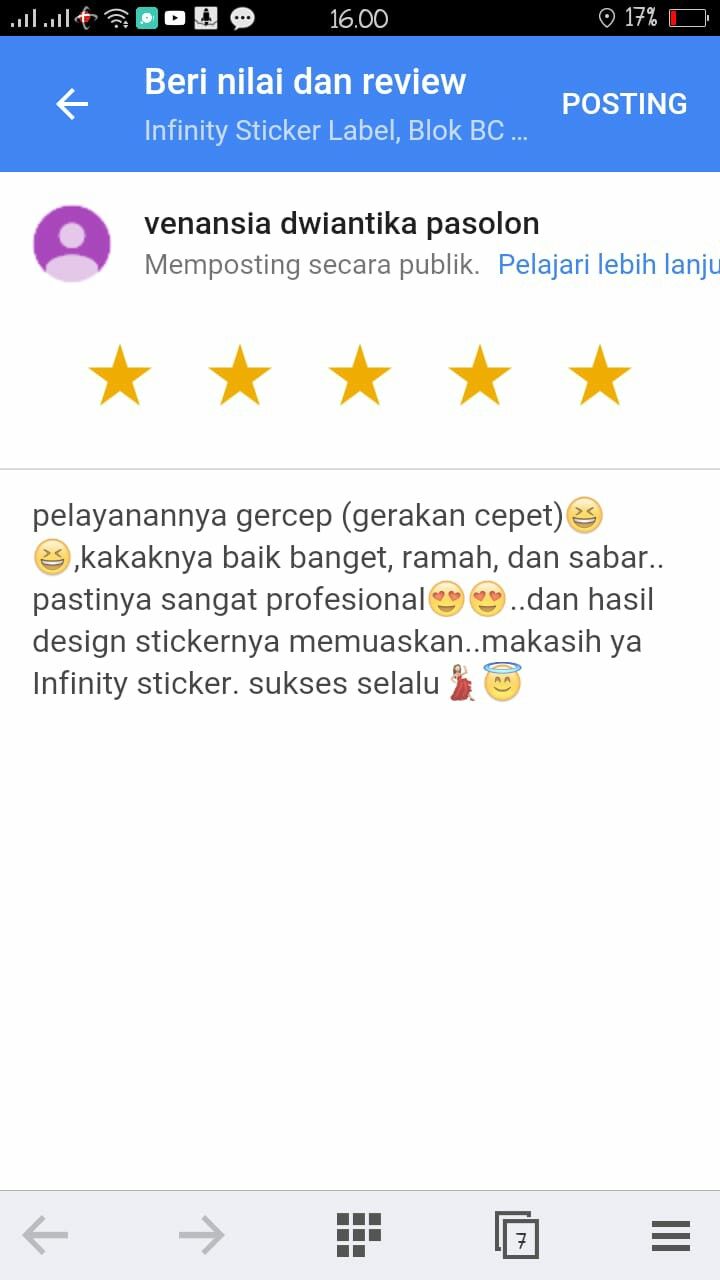 16.00
17%
Beri nilai dan review
POSTING
Infinity Sticker Label, Blok BC ...
venansia dwiantika pasolon
Memposting secara publik. Pelajari lebih lanju
pelayanannya gercep (gerakan cepet)😆
😆,kakaknya baik banget, ramah, dan sabar..
pastinya sangat profesional😍😍..dan hasil
design stickernya memuaskan..makasih ya
Infinity sticker. sukses selalu 💃😇
7